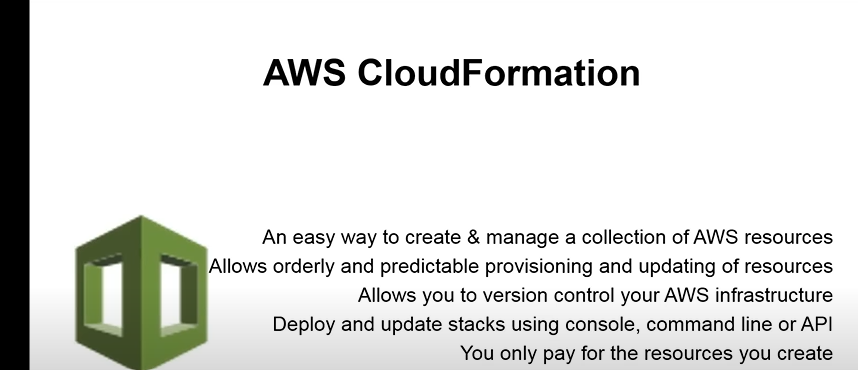 AWS CloudFormation
An easy way to create & manage a collection of AWS resources
Allows orderly and predictable provisioning and updating of resources
Allows you to version control your AWS infrastructure
Deploy and update stacks using console, command line or API
You only pay for the resources you create